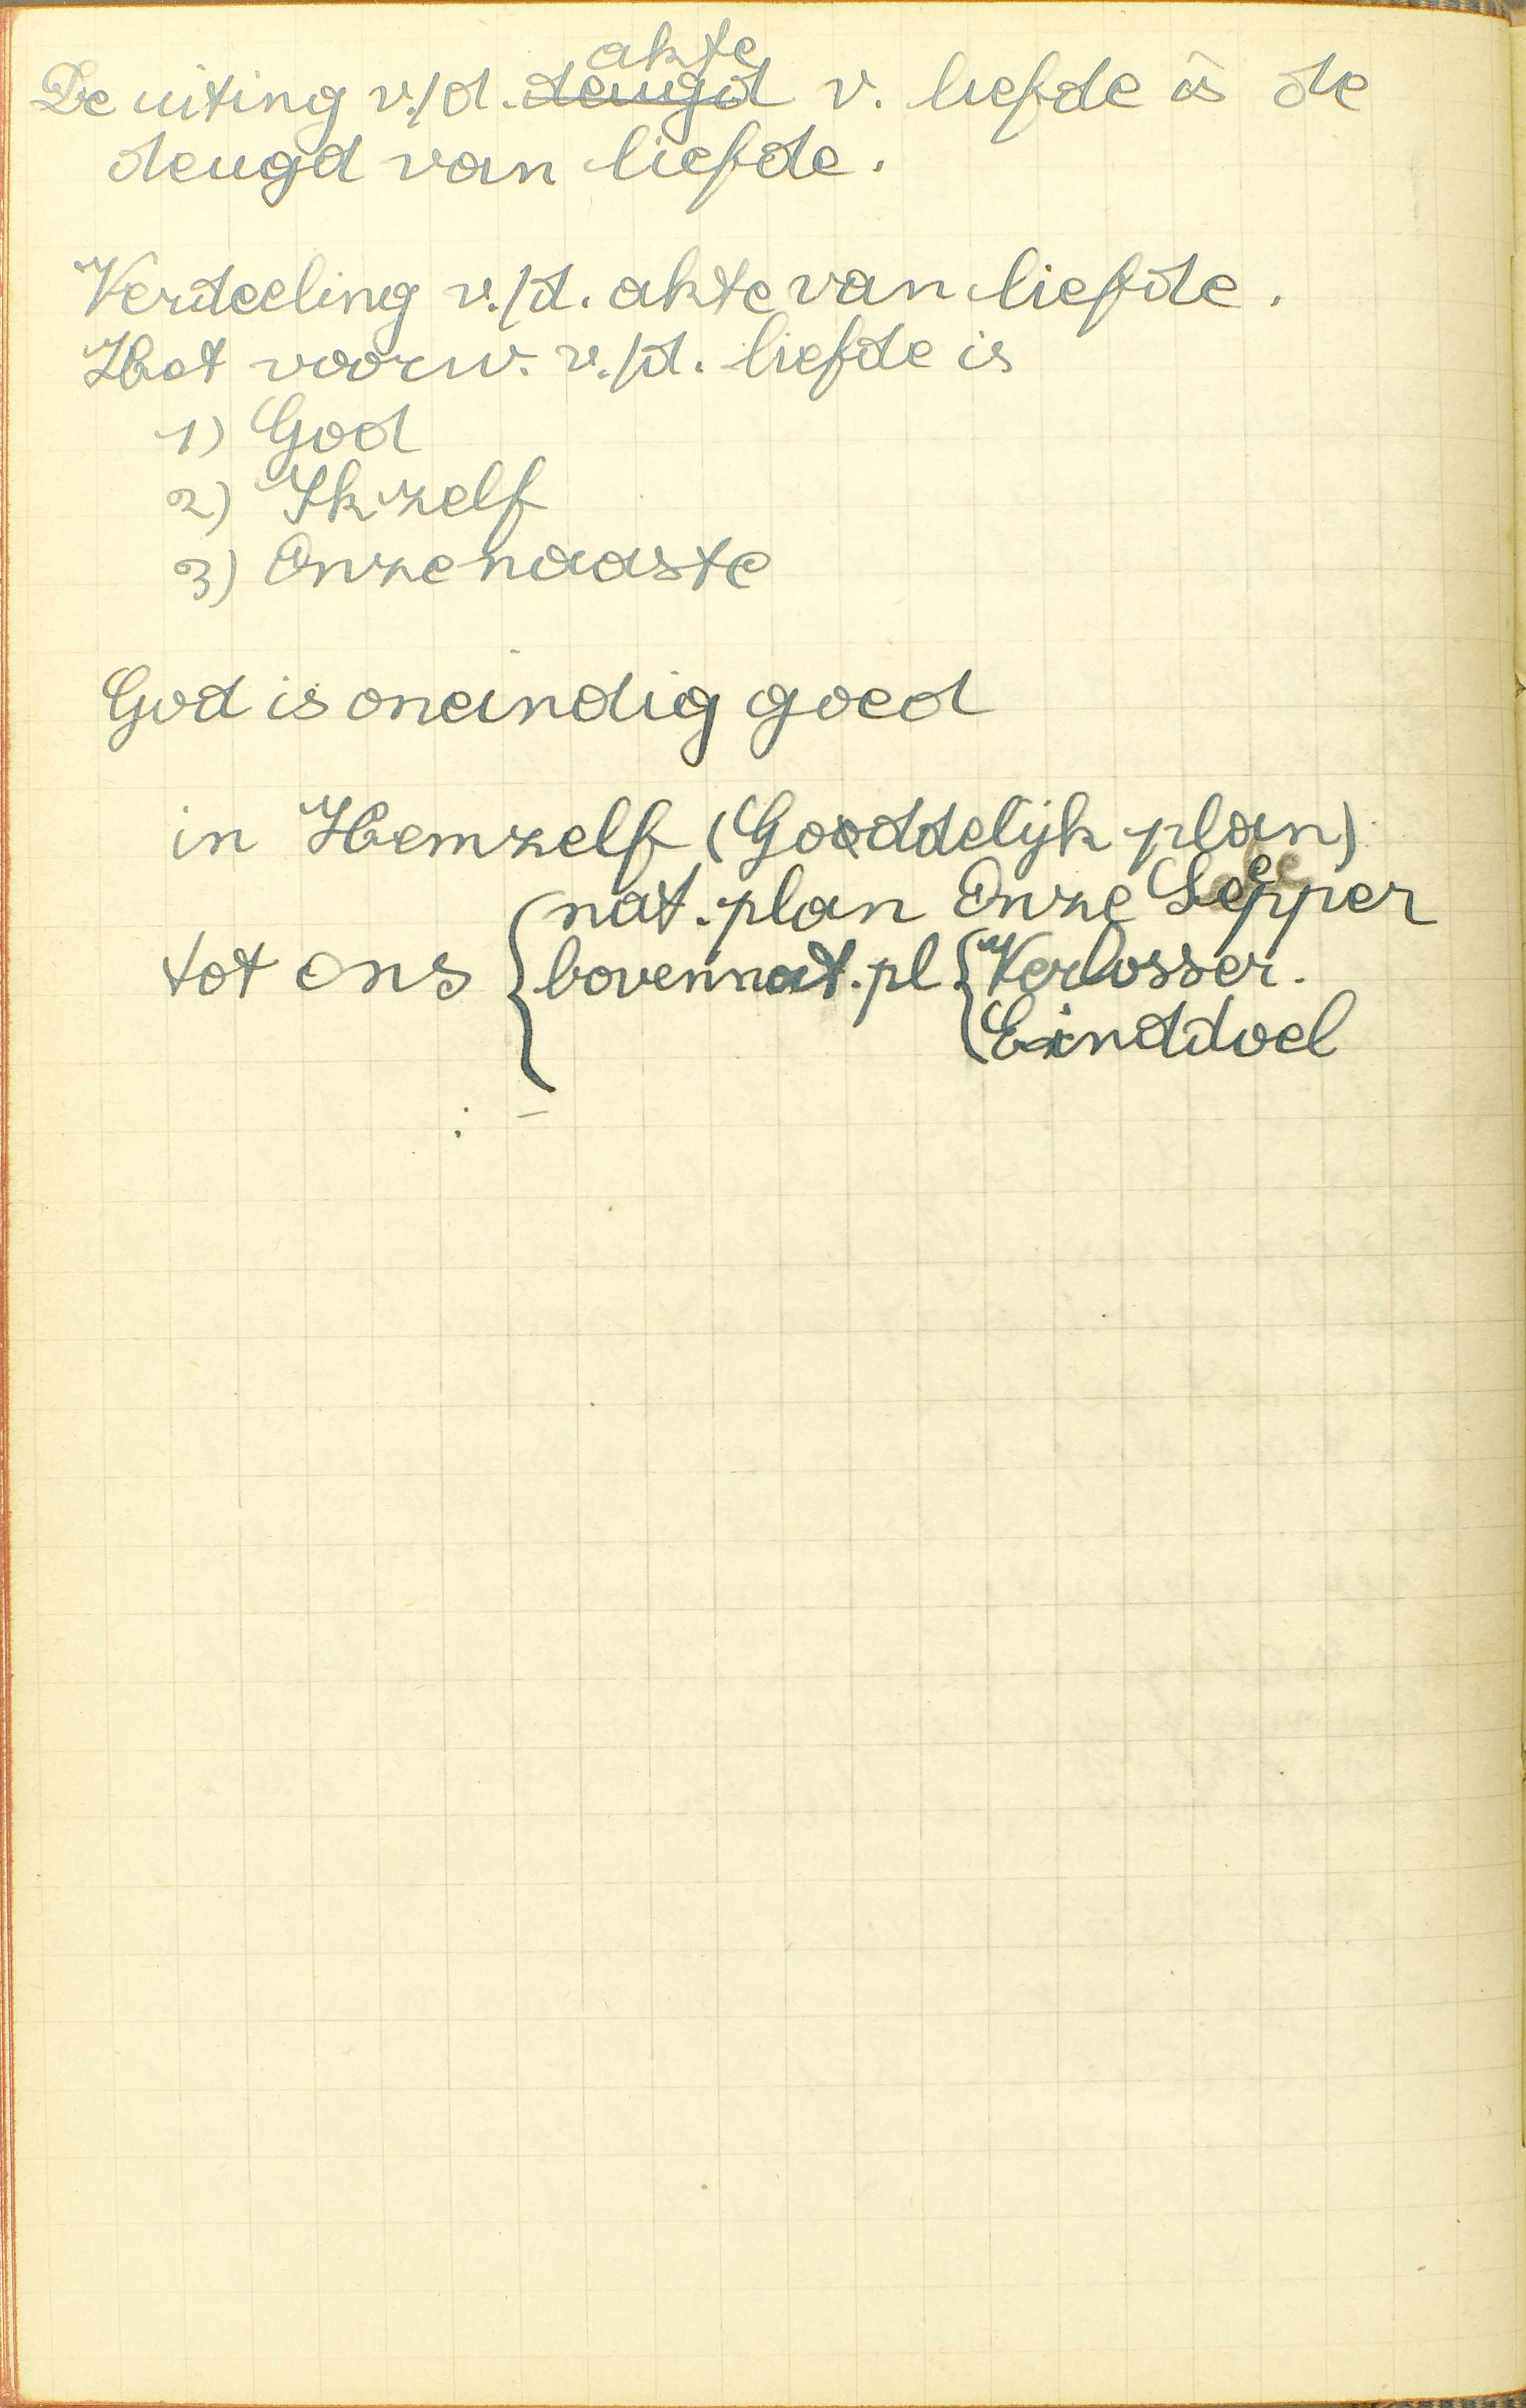 De uiting v./d. deugd akte v. liefde is de
deugd van liefde.
Verdeeling v./d. akte van liefde.
Het voorw. v./d. liefde is
1) God
2) Ik zelf
3) Onze naaste
God is oneindig goed
in Hemzelf (Gooddelijk plan)
nat. plan Onze
tot ons bovennat. pl. Verlosser.
Einddoel